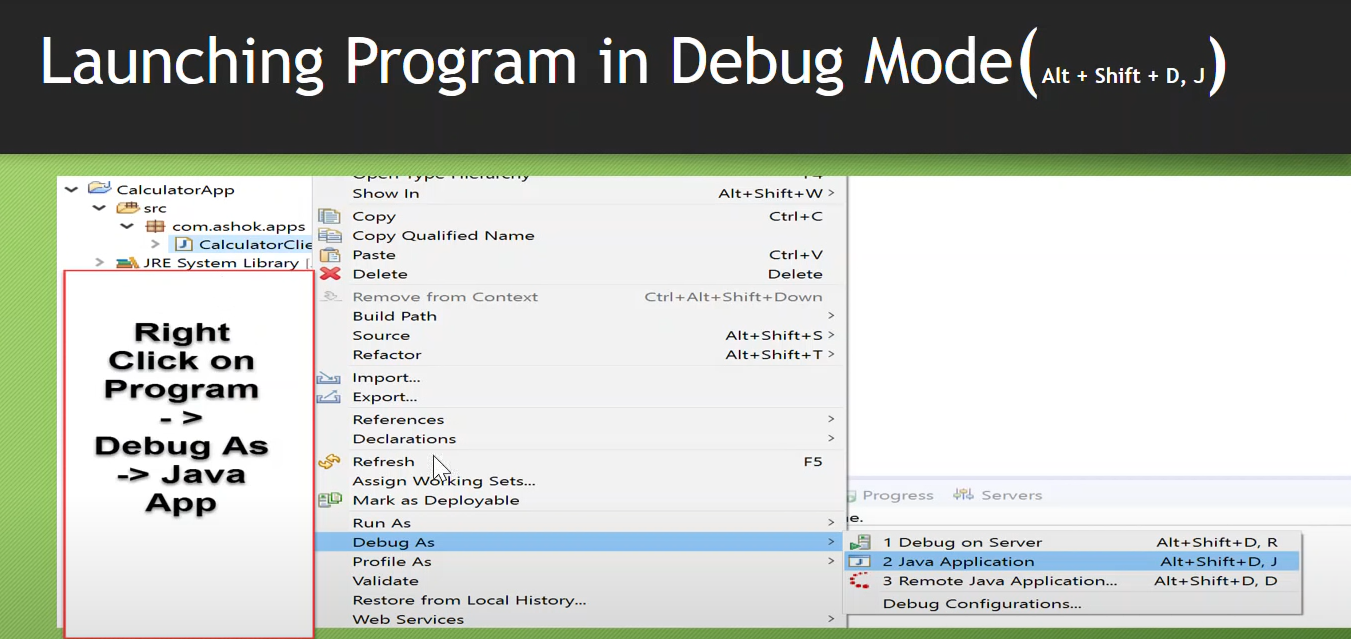 Launching Program in Debug Mode(Alt + Shift + D, J)
CalculatorApp
src
com.ashok.apps
CalculatorClie
JRE System Library [
Right
Click on
Program
- >
Debug As
-> Java
App
Open Type Hierarchy F4
Show In Alt+Shift+W >
Copy Ctrl+C
Copy Qualified Name
Paste Ctrl+V
Delete Delete
Remove from Context Ctrl+Alt+Shift+Down
Build Path >
Source Alt+Shift+S >
Refactor Alt+Shift+T >
Import...
Export...
References >
Declarations >
Refresh F5
Assign Working Sets...
Mark as Deployable
Run As >
Debug As >
Profile As >
Validate
Restore from Local History...
Web Services >
Progress Servers
e.
1 Debug on Server Alt+Shift+D, R
2 Java Application Alt+Shift+D, J
3 Remote Java Application... Alt+Shift+D, D
Debug Configurations...